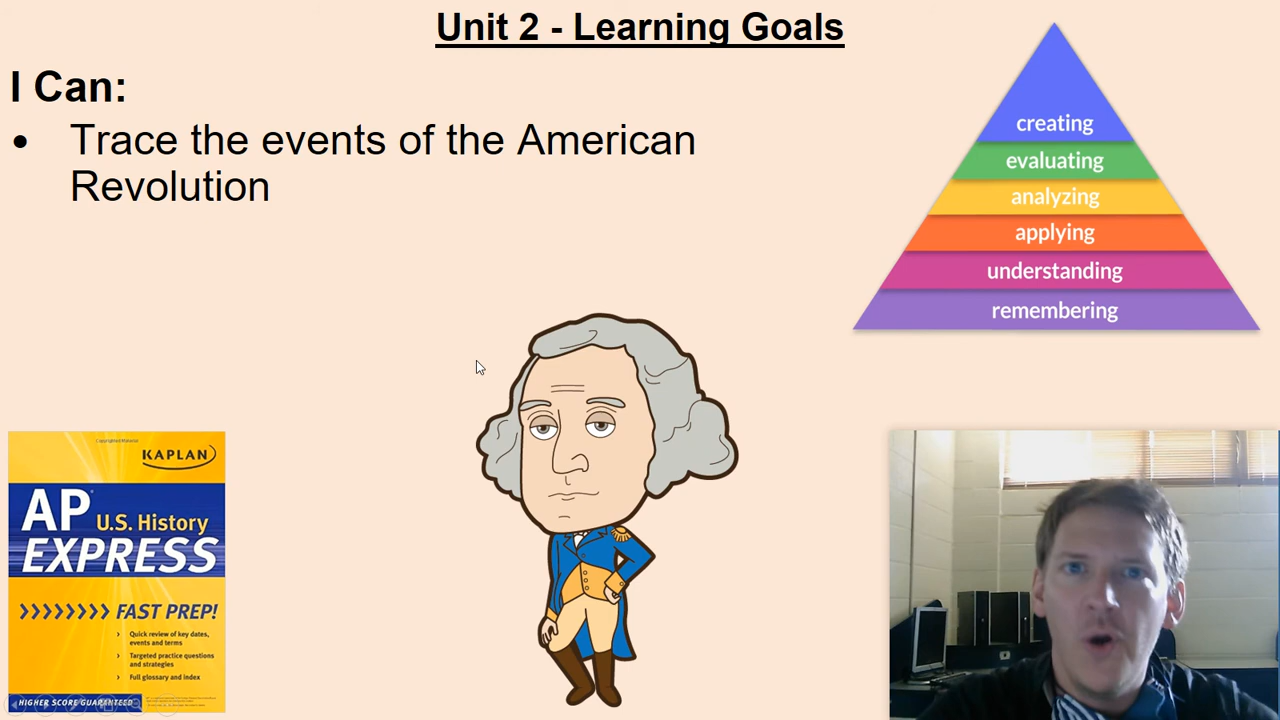 Unit 2 - Learning Goals
I Can:
• Trace the events of the American
Revolution
creating
evaluating
analyzing
applying
understanding
remembering
Copyrighted Material
KAPLAN
AP U.S. History
EXPRESS
>>>>>>>> FAST PREP!
› Quick review of key dates,
events and terms
› Targeted practice questions
and strategies
› Full glossary and index
HIGHER SCORE GUARANTEED